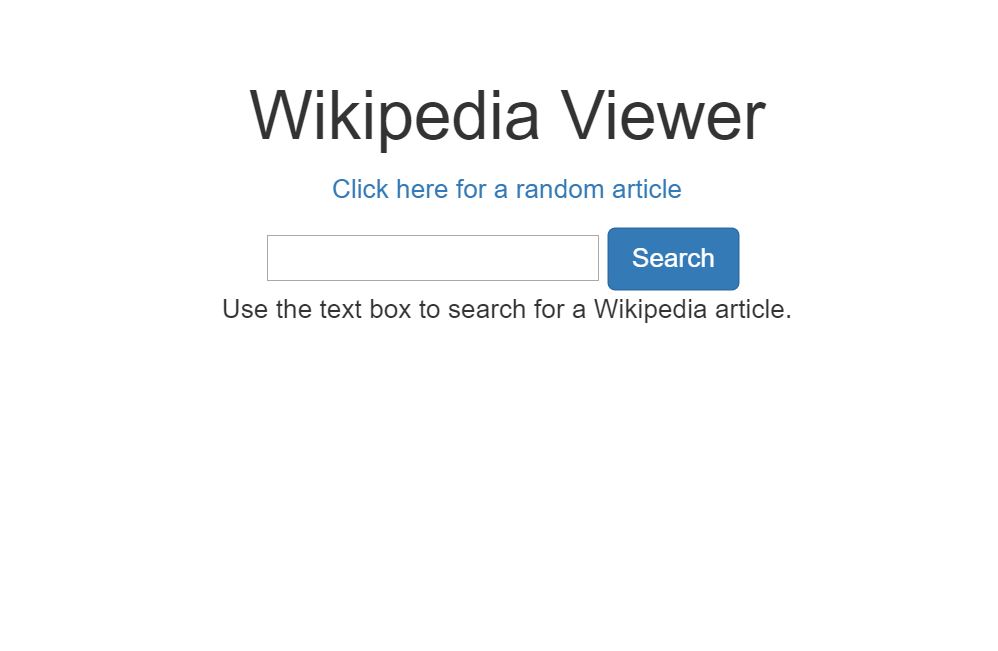 Wikipedia Viewer
Click here for a random article
Search
Use the text box to search for a Wikipedia article.